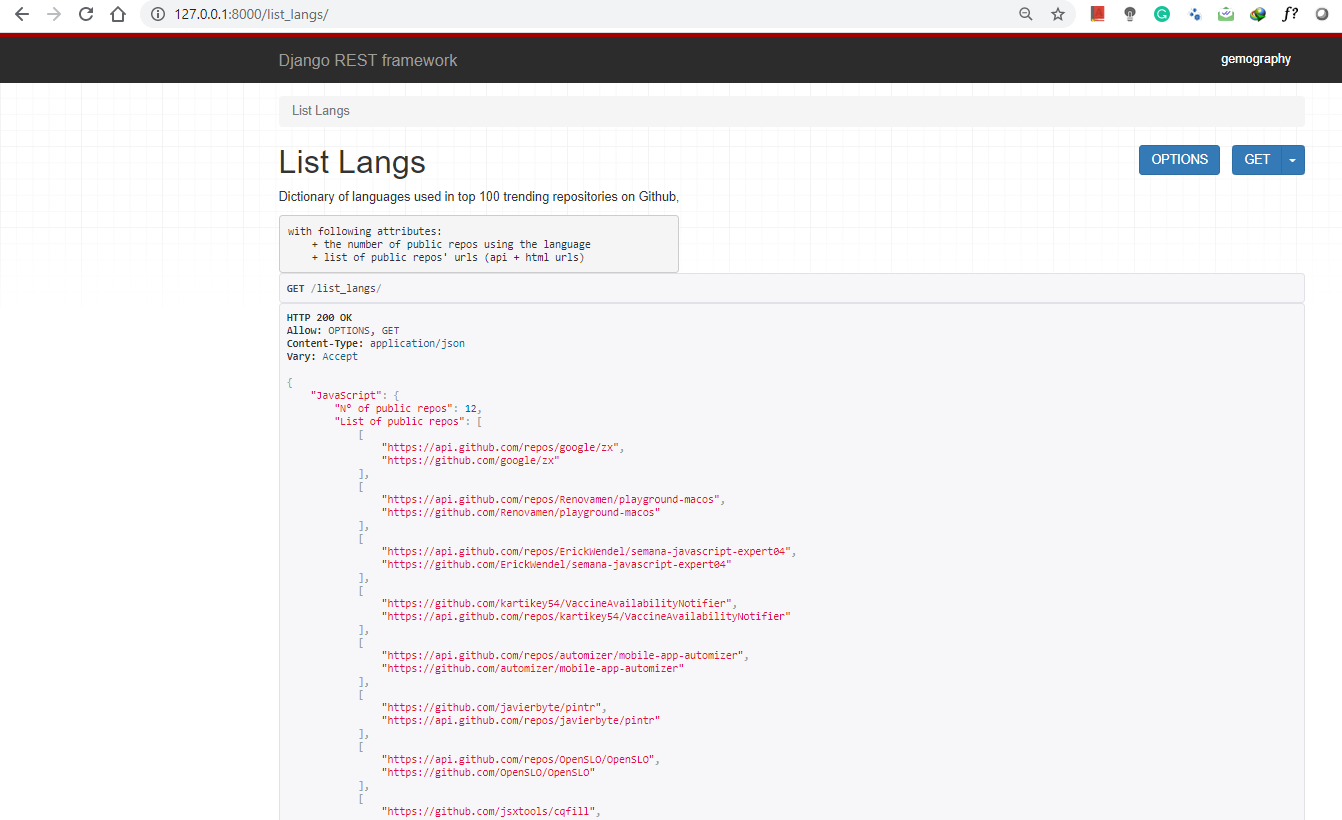 127.0.0.1:8000/list_langs/
Django REST framework
gemography
List Langs
List Langs
OPTIONS
GET
Dictionary of languages used in top 100 trending repositories on Github,
with following attributes:
+ the number of public repos using the language
+ list of public repos' urls (api + html urls)
GET /list_langs/
HTTP 200 OK
Allow: OPTIONS, GET
Content-Type: application/json
Vary: Accept
{
"JavaScript": {
"N° of public repos": 12,
"List of public repos": [
[
"https://api.github.com/repos/google/zx",
"https://github.com/google/zx"
],
[
"https://api.github.com/repos/Renovamen/playground-macos",
"https://github.com/Renovamen/playground-macos"
],
[
"https://api.github.com/repos/ErickWendel/semana-javascript-expert04",
"https://github.com/ErickWendel/semana-javascript-expert04"
],
[
"https://github.com/kartikey54/VaccineAvailabilityNotifier",
"https://api.github.com/repos/kartikey54/VaccineAvailabilityNotifier"
],
[
"https://api.github.com/repos/automizer/mobile-app-automizer",
"https://github.com/automizer/mobile-app-automizer"
],
[
"https://github.com/javierbyte/pintr",
"https://api.github.com/repos/javierbyte/pintr"
],
[
"https://api.github.com/repos/OpenSLO/OpenSLO",
"https://github.com/OpenSLO/OpenSLO"
],
[
"https://github.com/jsxtools/cqfill",